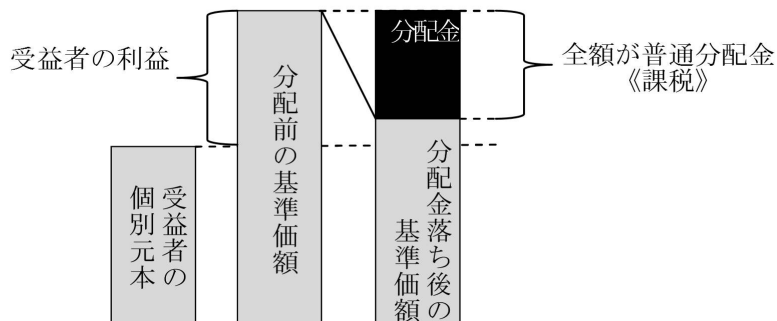 受益者の利益
分配前の基準価額
分配金
全額が普通分配金
《課税》
受益者の
個別元本
分配金落ち後の
基準価額